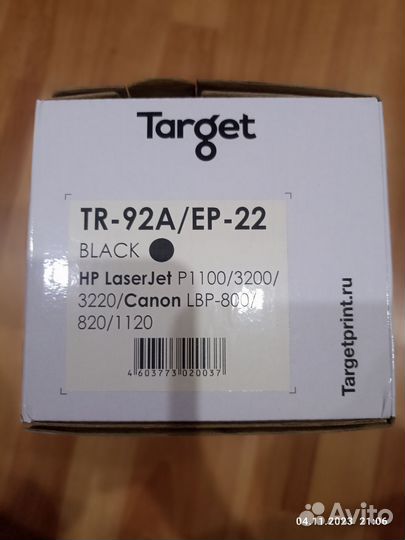 Target
TR-92A/EP-22
BLACK
HP LaserJet P1100/3200/
3220/Canon LBP-800/
820/1120
4603773020037
Targetprint.ru
04.11.2023 21:06
Avito